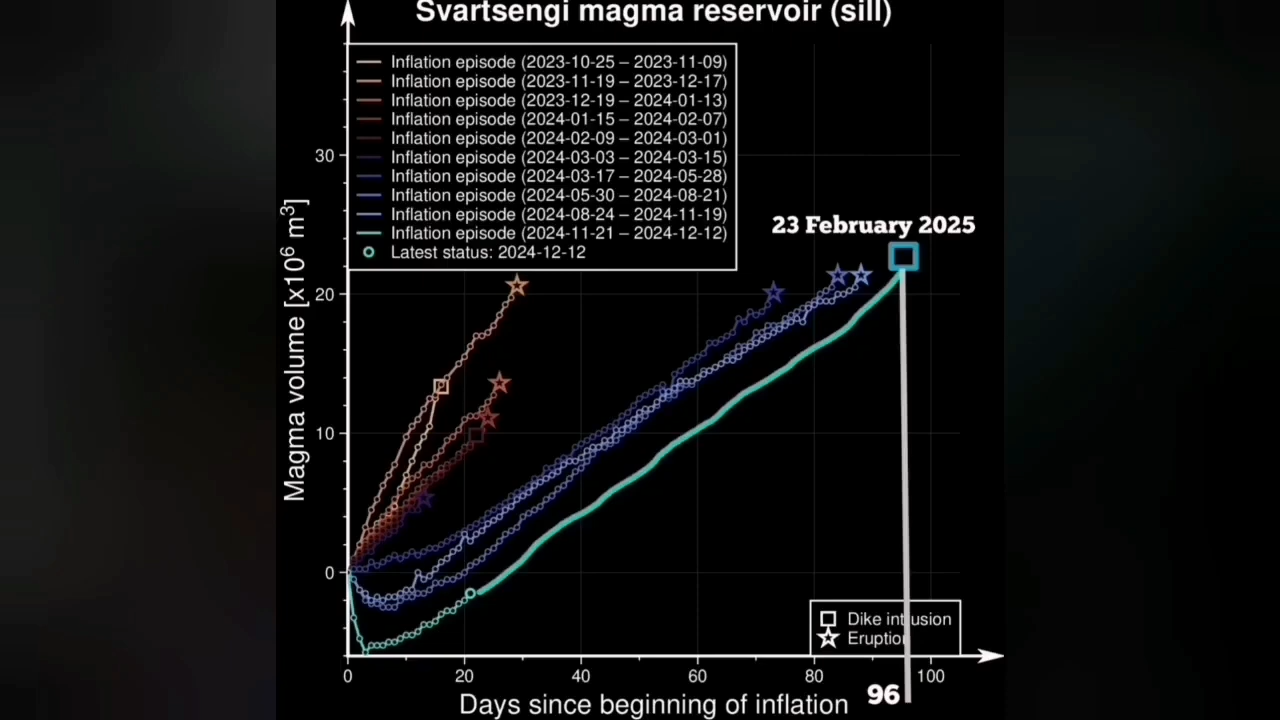 Svartsengi magma reservoir (sill)
Inflation episode (2023-10-25 – 2023-11-09)
Inflation episode (2023-11-19 – 2023-12-17)
Inflation episode (2023-12-19 – 2024-01-13)
Inflation episode (2024-01-15 – 2024-02-07)
Inflation episode (2024-02-09 – 2024-03-01)
Inflation episode (2024-03-03 – 2024-03-15)
Inflation episode (2024-03-17 – 2024-05-28)
Inflation episode (2024-05-30 – 2024-08-21)
Inflation episode (2024-08-24 – 2024-11-19)
Inflation episode (2024-11-21 – 2024-12-12)
Latest status: 2024-12-12
23 February 2025
Magma volume [x10⁶ m³]
30
20
10
0
Dike intrusion
Eruption
0 20 40 60 80 100
Days since beginning of inflation
96